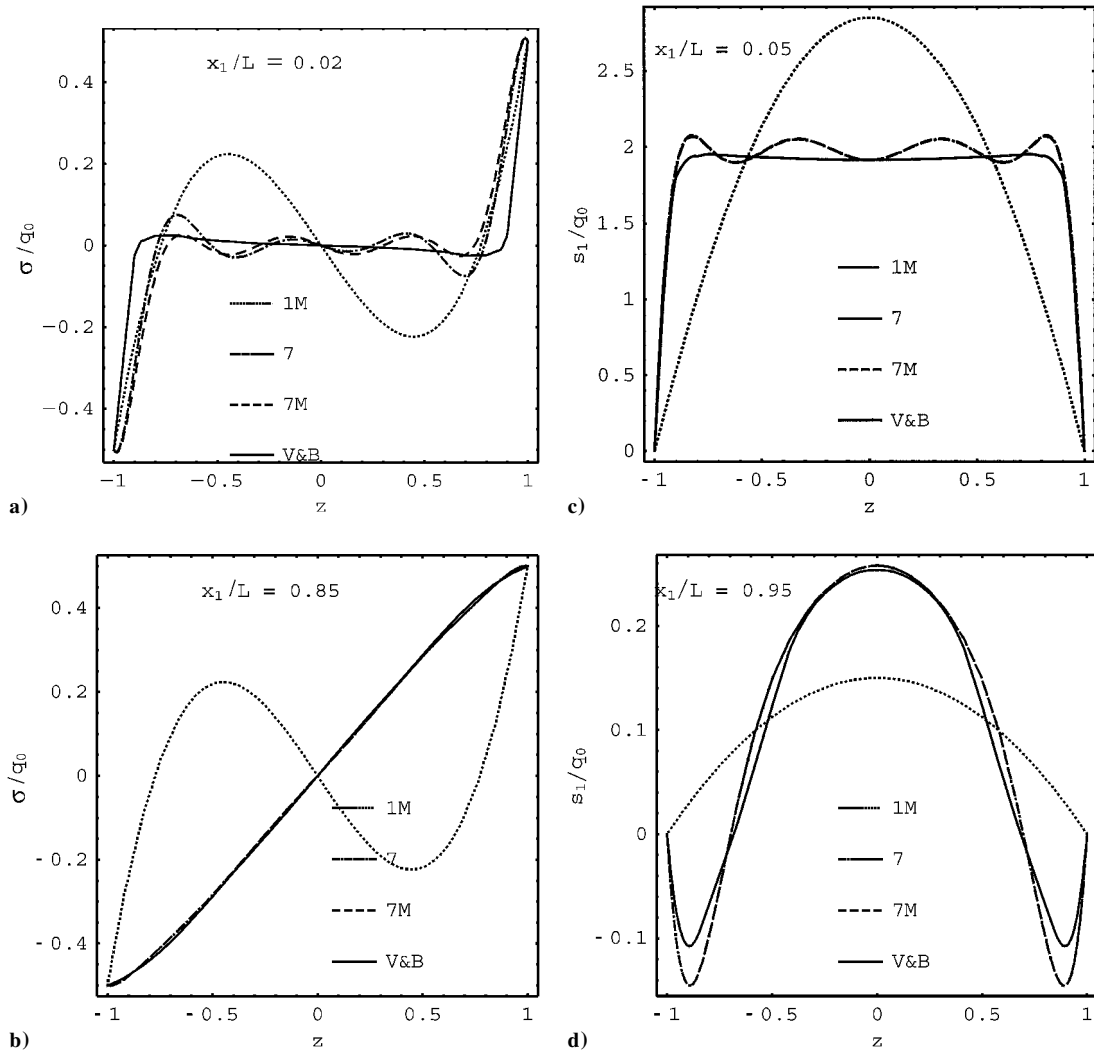 x₁/L = 0.02
0.4
0.2
0
−0.2
−0.4
σ/q₀
1M
7
7M
V&B
−1
−0.5
0
0.5
1
z
a)
x₁/L = 0.05
2.5
2
1.5
1
0.5
0
s₁/q₀
1M
7
7M
V&B
-1
-0.5
0
0.5
1
z
c)
x₁/L = 0.85
0.4
0.2
0
-0.2
-0.4
σ/q₀
1M
7
7M
V&B
-1
-0.5
0
0.5
1
z
b)
x₁/L = 0.95
0.2
0.1
0
-0.1
s₁/q₀
1M
7
7M
V&B
-1
-0.5
0
0.5
1
z
d)